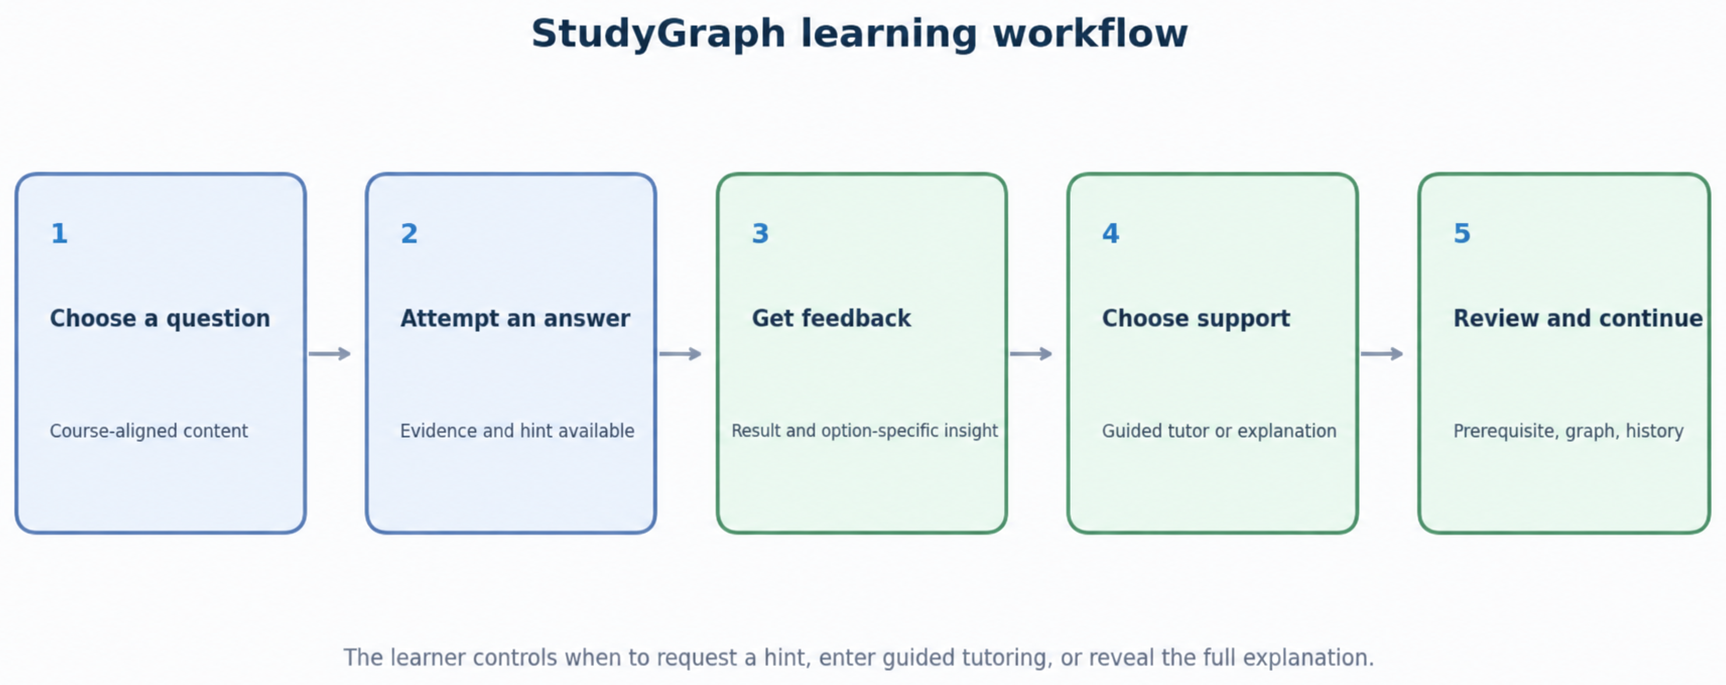 StudyGraph learning workflow
1
Choose a question
Course-aligned content
2
Attempt an answer
Evidence and hint available
3
Get feedback
Result and option-specific insight
4
Choose support
Guided tutor or explanation
5
Review and continue
Prerequisite, graph, history
The learner controls when to request a hint, enter guided tutoring, or reveal the full explanation.